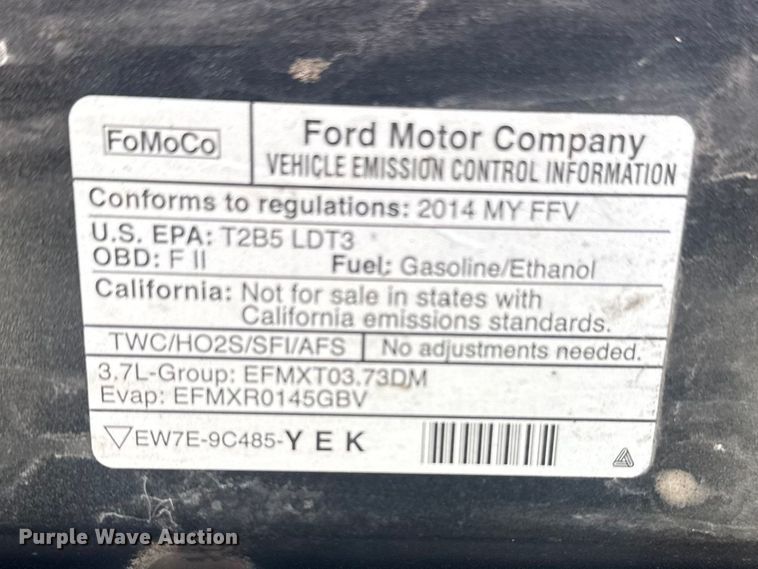 FoMoCo
Ford Motor Company
VEHICLE EMISSION CONTROL INFORMATION
Conforms to regulations: 2014 MY FFV
U.S. EPA: T2B5 LDT3
OBD: F II Fuel: Gasoline/Ethanol
California: Not for sale in states with
California emissions standards.
TWC/HO2S/SFI/AFS No adjustments needed.
3.7L-Group: EFMXT03.73DM
Evap: EFMXR0145GBV
EW7E-9C485-Y E K
Purple Wave Auction